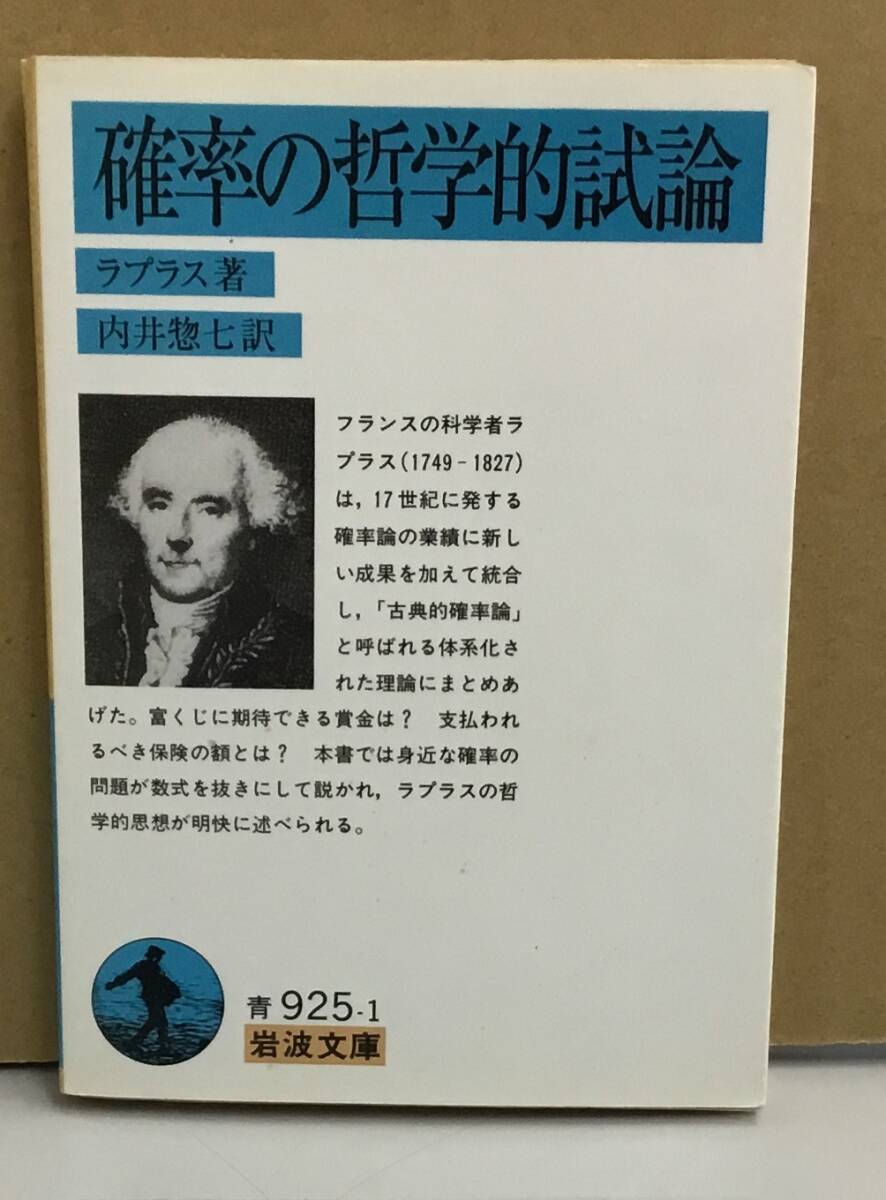 確率の哲学的試論
ラプラス著
内井惣七訳
フランスの科学者ラ
プラス(1749-1827)
は，17世紀に発する
確率論の業績に新し
い成果を加えて統合
し，「古典的確率論」
と呼ばれる体系化さ
れた理論にまとめあ
げた。富くじに期待できる賞金は？　支払われ
るべき保険の額とは？　本書では身近な確率の
問題が数式を抜きにして説かれ，ラプラスの哲
学的思想が明快に述べられる。
青 925-1
岩波文庫